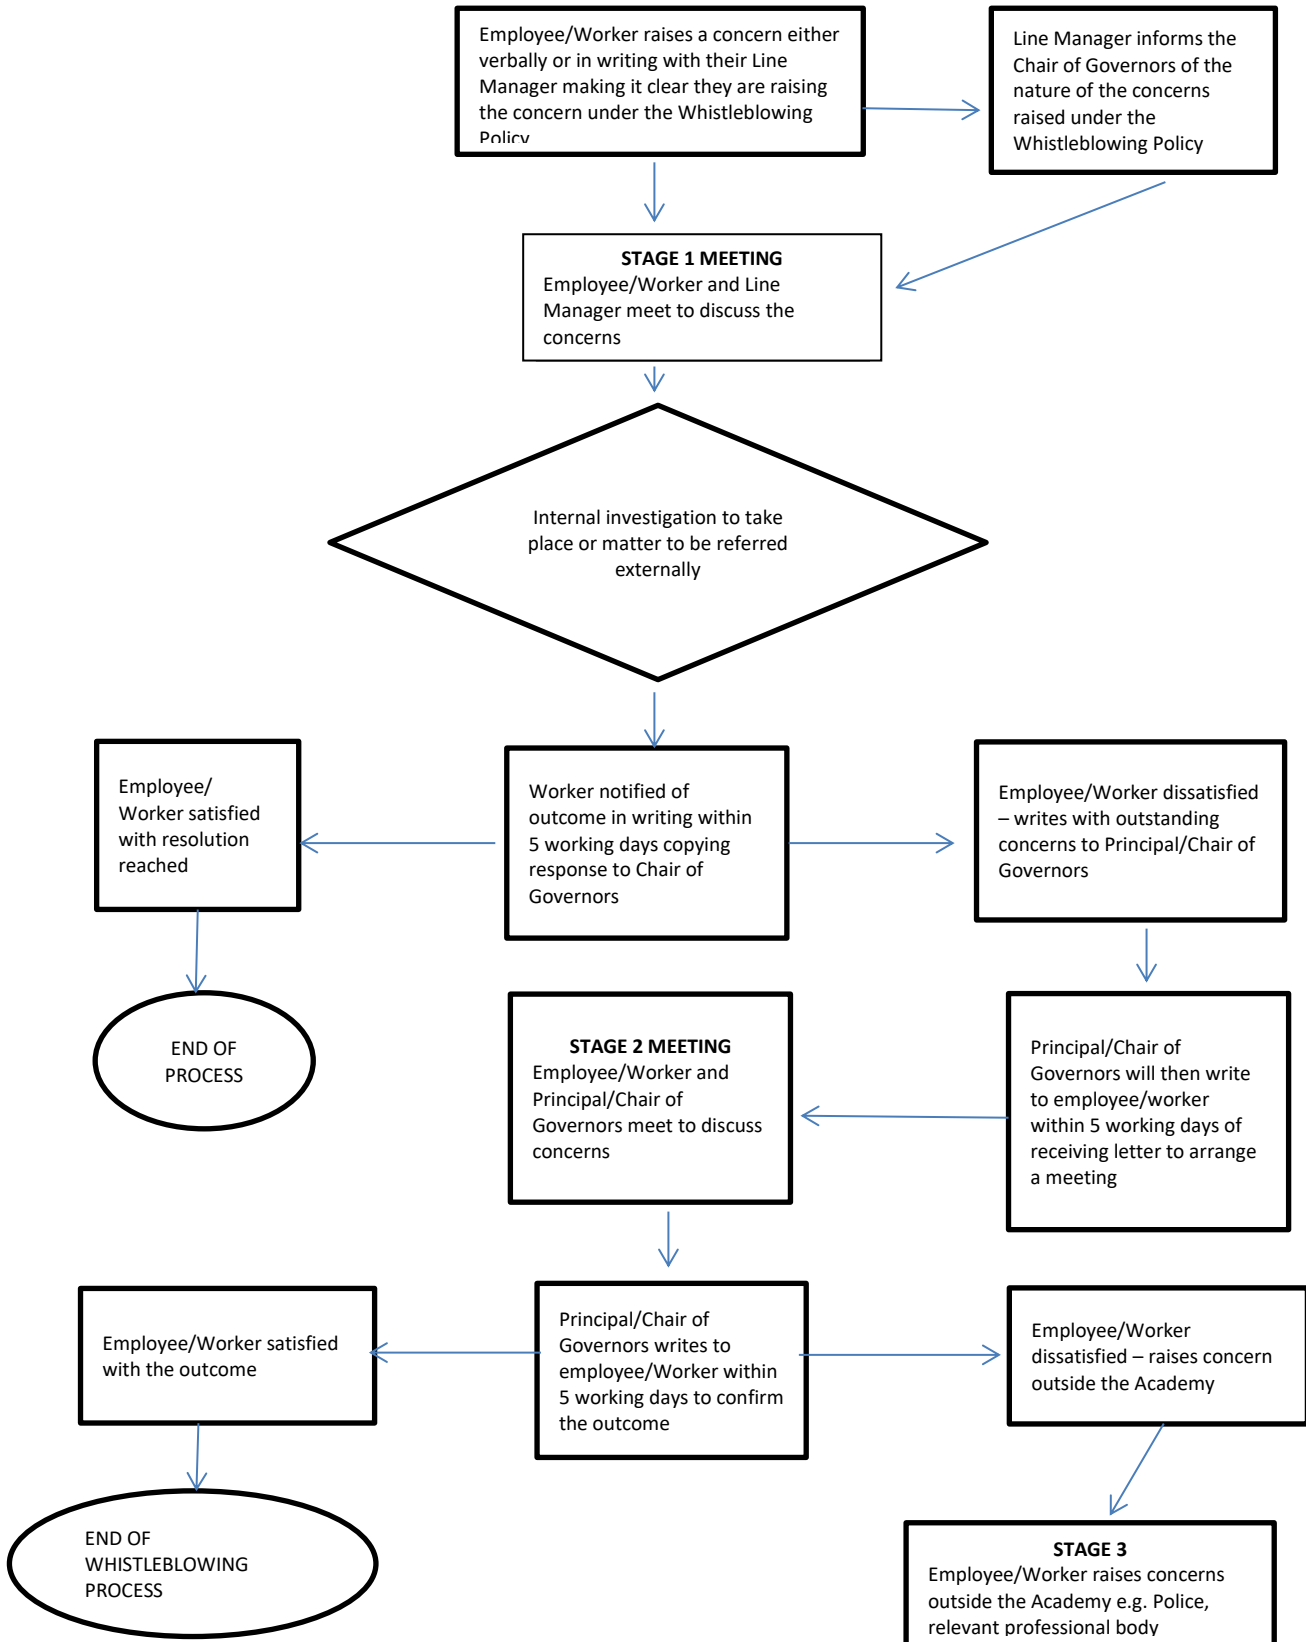 Employee/Worker raises a concern either
verbally or in writing with their Line
Manager making it clear they are raising
the concern under the Whistleblowing
Policy
Line Manager informs the
Chair of Governors of the
nature of the concerns
raised under the
Whistleblowing Policy
STAGE 1 MEETING
Employee/Worker and Line
Manager meet to discuss the
concerns
Internal investigation to take
place or matter to be referred
externally
Employee/
Worker satisfied
with resolution
reached
Worker notified of
outcome in writing within
5 working days copying
response to Chair of
Governors
Employee/Worker dissatisfied
– writes with outstanding
concerns to Principal/Chair of
Governors
END OF
PROCESS
STAGE 2 MEETING
Employee/Worker and
Principal/Chair of
Governors meet to discuss
concerns
Principal/Chair of
Governors will then write
to employee/worker
within 5 working days of
receiving letter to arrange
a meeting
Employee/Worker satisfied
with the outcome
Principal/Chair of
Governors writes to
employee/Worker within
5 working days to confirm
the outcome
Employee/Worker
dissatisfied – raises concern
outside the Academy
END OF
WHISTLEBLOWING
PROCESS
STAGE 3
Employee/Worker raises concerns
outside the Academy e.g. Police,
relevant professional body